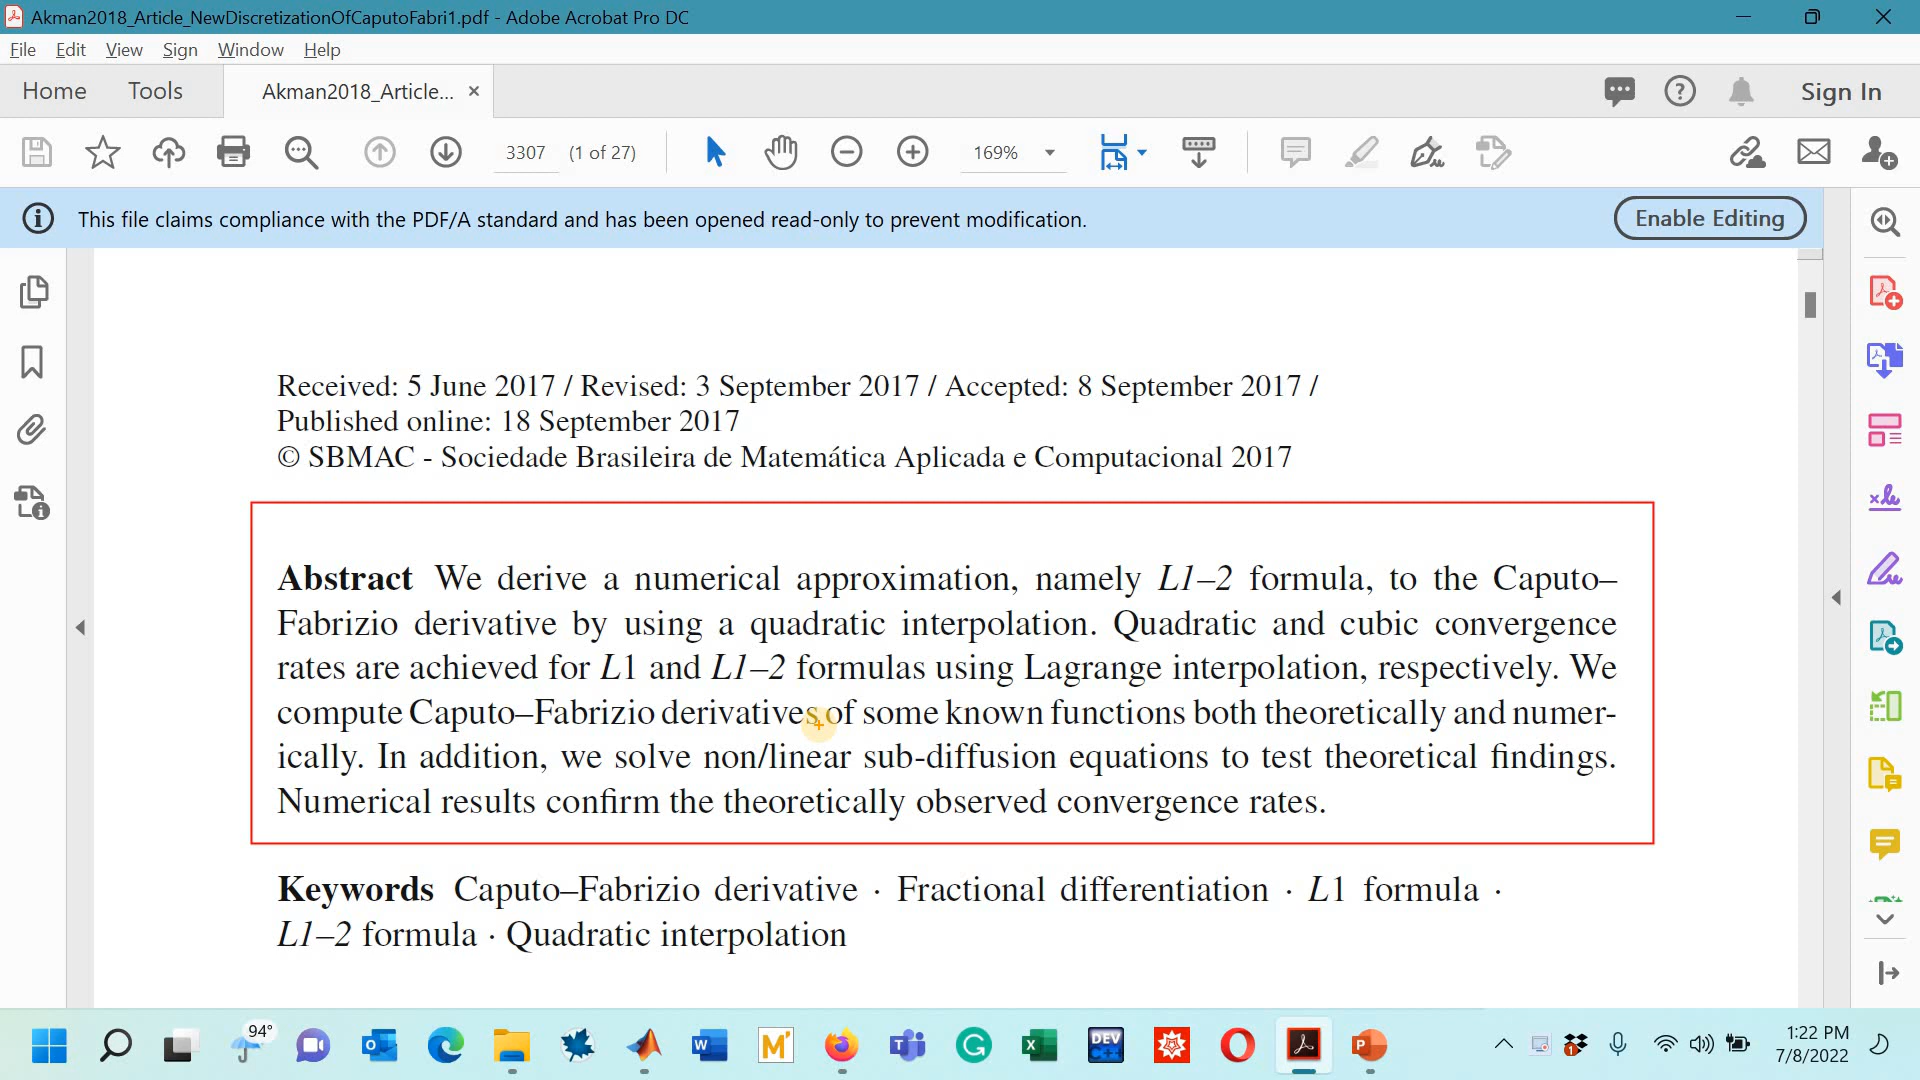 Akman2018_Article_NewDiscretizationOfCaputoFabri1.pdf - Adobe Acrobat Pro DC
File Edit View Sign Window Help
Home Tools Akman2018_Article... × Sign In
3307 (1 of 27) 169%
This file claims compliance with the PDF/A standard and has been opened read-only to prevent modification. Enable Editing
Received: 5 June 2017 / Revised: 3 September 2017 / Accepted: 8 September 2017 /
Published online: 18 September 2017
© SBMAC - Sociedade Brasileira de Matemática Aplicada e Computacional 2017
Abstract We derive a numerical approximation, namely L1–2 formula, to the Caputo–
Fabrizio derivative by using a quadratic interpolation. Quadratic and cubic convergence
rates are achieved for L1 and L1–2 formulas using Lagrange interpolation, respectively. We
compute Caputo–Fabrizio derivatives of some known functions both theoretically and numer-
ically. In addition, we solve non/linear sub-diffusion equations to test theoretical findings.
Numerical results confirm the theoretically observed convergence rates.
Keywords Caputo–Fabrizio derivative · Fractional differentiation · L1 formula ·
L1–2 formula · Quadratic interpolation
94°
DEV C++
1:22 PM
7/8/2022